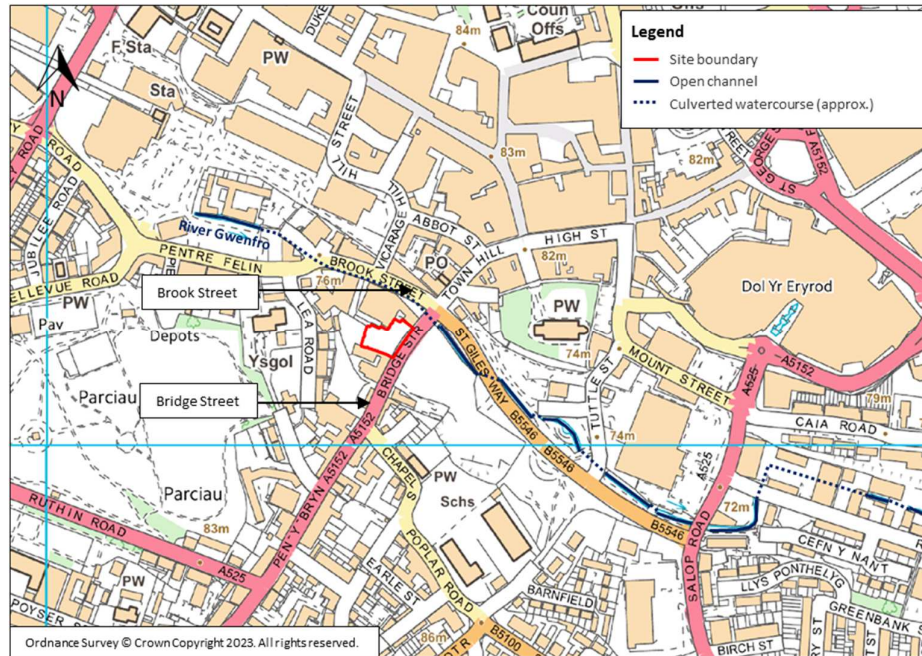 Legend
Site boundary
Open channel
Culverted watercourse (approx.)
N
F Sta
Sta
PW
84m
Coun
Offs
HILL STREET
83m
82m
ST GEORGE
A5152
JUBILEE ROAD
River Gwenfro
VICARAGE HILL
ABBOT ST
HIGH ST
PO
TOWN HILL
82m
PENTRE FELIN
BROOK STREET
76m
Brook Street
BELLEVUE ROAD
PW
Pav
Depots
Ysgol
LEA ROAD
PW
Dol Yr Eryrod
74m
MOUNT STREET
A5152
A525
79m
Parciau
Bridge Street
BRIDGE STR
A5152
ST GILES WAY B5546
TUTTLE ST
74m
CAIA ROAD
B5546
A525
Parciau
CHAPEL S
PW
Schs
72m
B5546
RUTHIN ROAD
83m
PEN Y BRYN A5152
POPLAR ROAD
SALOP ROAD
CEFN Y NANT
A525
PW
EARLE ST
BARNFIELD
LLYS PONTHELYG
GREENBANK S
POYSER ST
86m
B5100
BIRCH ST
Ordnance Survey © Crown Copyright 2023. All rights reserved.